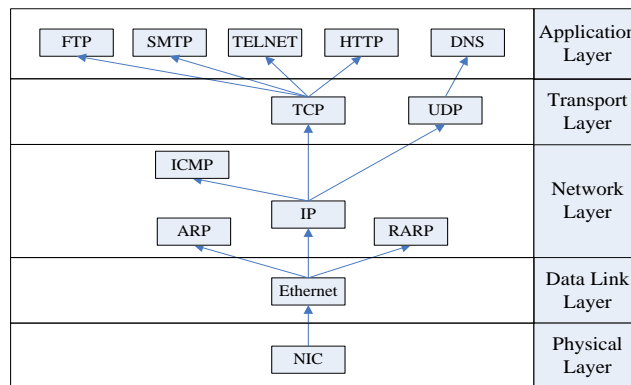 FTP SMTP TELNET HTTP DNS
Application
Layer
TCP UDP
Transport
Layer
ICMP
IP
ARP RARP
Network
Layer
Ethernet
Data Link
Layer
NIC
Physical
Layer